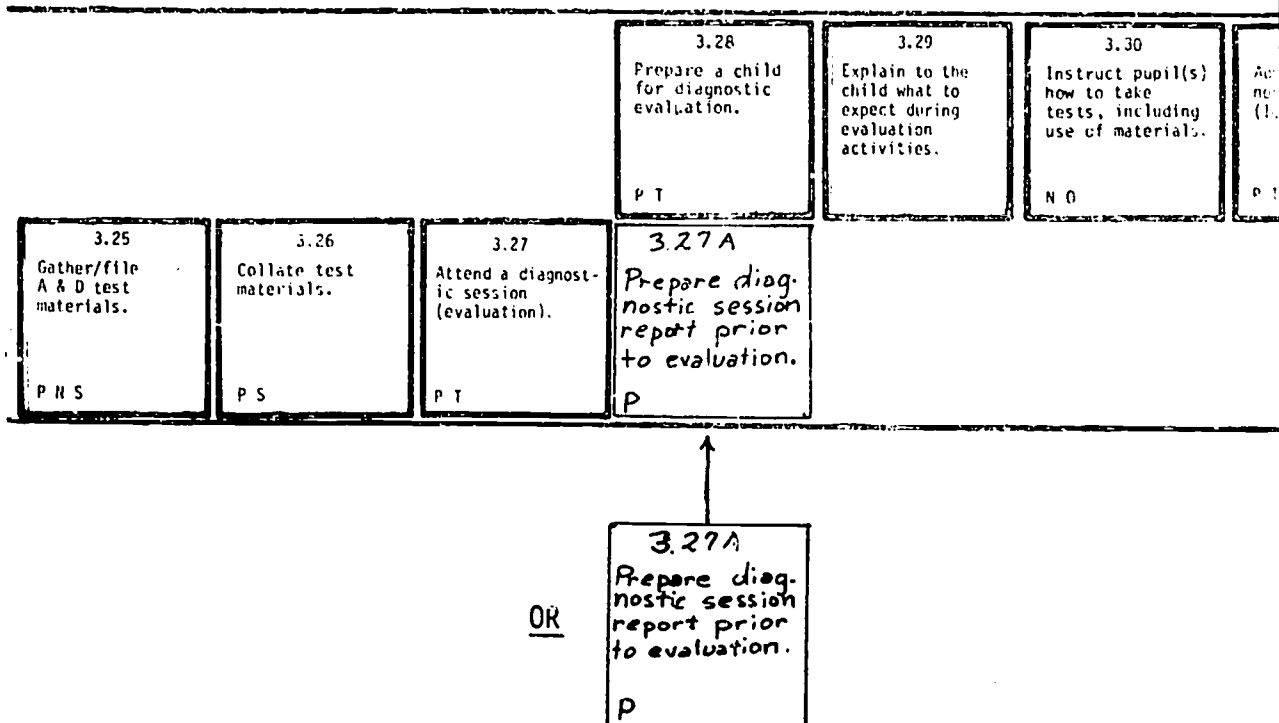 3.28
Prepare a child
for diagnostic
evaluation.
P T
3.29
Explain to the
child what to
expect during
evaluation
activities.
3.30
Instruct pupil(s)
how to take
tests, including
use of materials.
N O
3.25
Gather/file
A & D test
materials.
P N S
3.26
Collate test
materials.
P S
3.27
Attend a diagnost-
ic session
(evaluation).
P T
3.27A
Prepare diag-
nostic session
report prior
to evaluation.
P
OR
3.27A
Prepare diag-
nostic session
report prior
to evaluation.
P